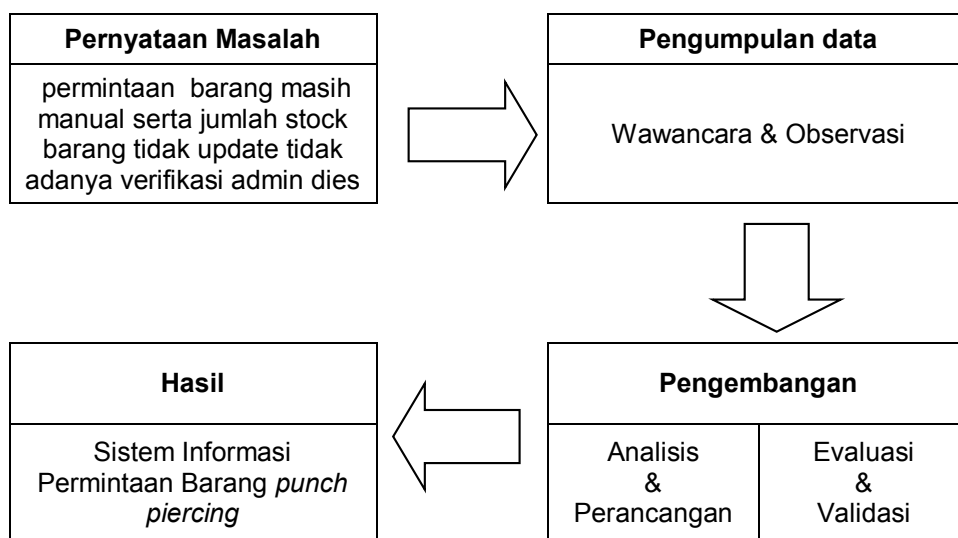 Pernyataan Masalah
permintaan barang masih
manual serta jumlah stock
barang tidak update tidak
adanya verifikasi admin dies
Pengumpulan data
Wawancara & Observasi
Pengembangan
Analisis
&
Perancangan
Evaluasi
&
Validasi
Hasil
Sistem Informasi
Permintaan Barang punch
piercing